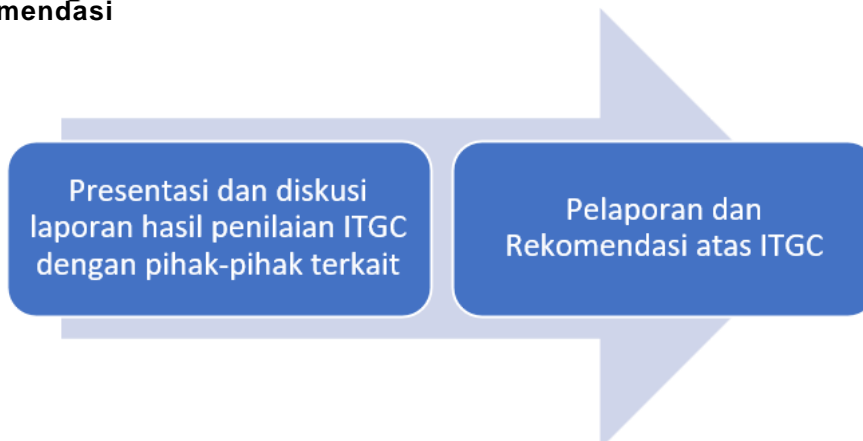 mendasi
Presentasi dan diskusi
laporan hasil penilaian ITGC
dengan pihak-pihak terkait
Pelaporan dan
Rekomendasi atas ITGC